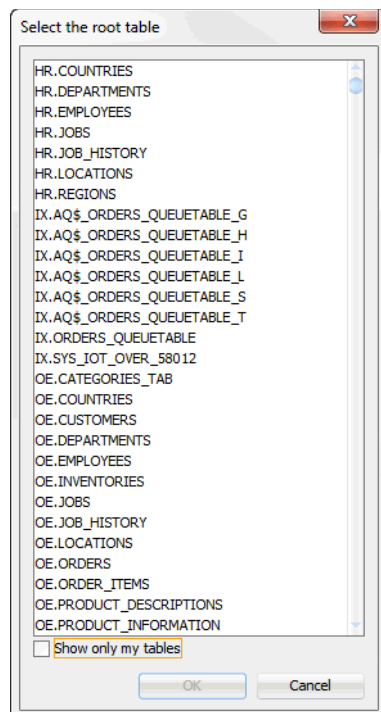 Select the root table
HR.COUNTRIES
HR.DEPARTMENTS
HR.EMPLOYEES
HR.JOBS
HR.JOB_HISTORY
HR.LOCATIONS
HR.REGIONS
IX.AQ$_ORDERS_QUEUETABLE_G
IX.AQ$_ORDERS_QUEUETABLE_H
IX.AQ$_ORDERS_QUEUETABLE_I
IX.AQ$_ORDERS_QUEUETABLE_L
IX.AQ$_ORDERS_QUEUETABLE_S
IX.AQ$_ORDERS_QUEUETABLE_T
IX.ORDERS_QUEUETABLE
IX.SYS_IOT_OVER_58012
OE.CATEGORIES_TAB
OE.COUNTRIES
OE.CUSTOMERS
OE.DEPARTMENTS
OE.EMPLOYEES
OE.INVENTORIES
OE.JOBS
OE.JOB_HISTORY
OE.LOCATIONS
OE.ORDERS
OE.ORDER_ITEMS
OE.PRODUCT_DESCRIPTIONS
OE.PRODUCT_INFORMATION
Show only my tables
OK Cancel